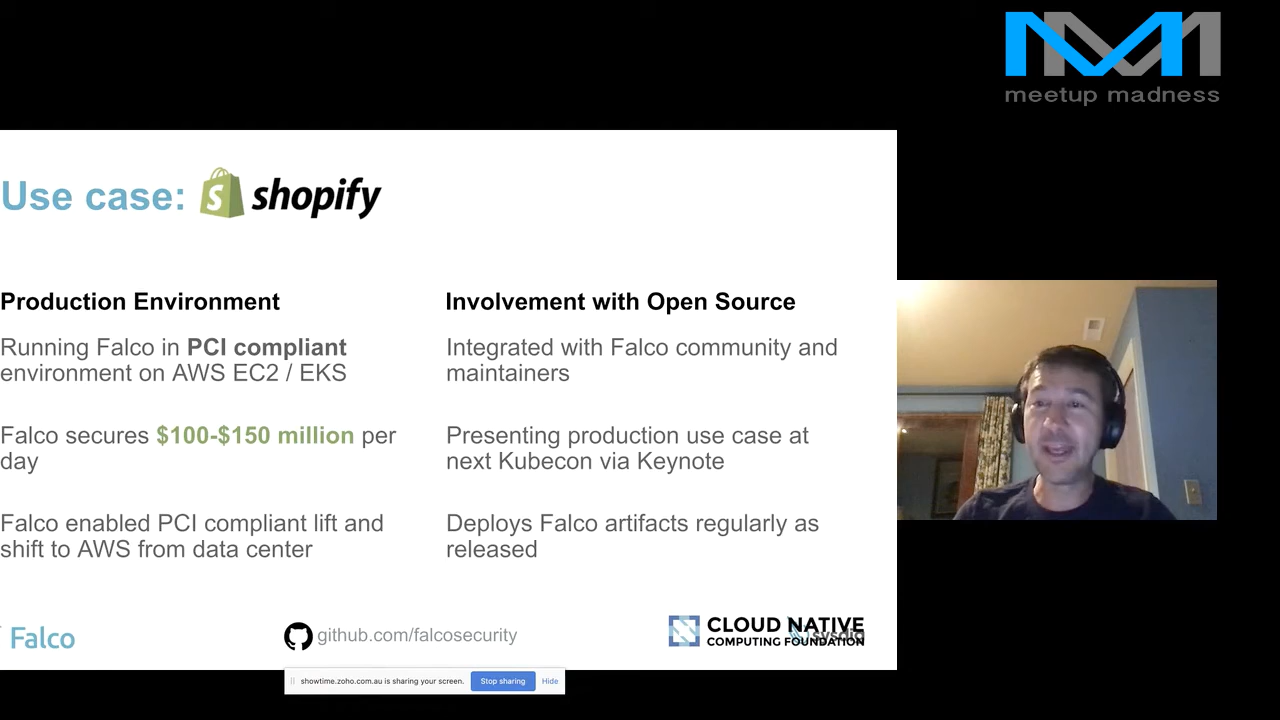 meetup madness
Use case: shopify
Production Environment
Running Falco in PCI compliant
environment on AWS EC2 / EKS
Falco secures $100-$150 million per
day
Falco enabled PCI compliant lift and
shift to AWS from data center
Involvement with Open Source
Integrated with Falco community and
maintainers
Presenting production use case at
next Kubecon via Keynote
Deploys Falco artifacts regularly as
released
Falco
github.com/falcosecurity
CLOUD NATIVE
COMPUTING FOUNDATION
sysdig
showtime.zoho.com.au is sharing your screen. Stop sharing Hide